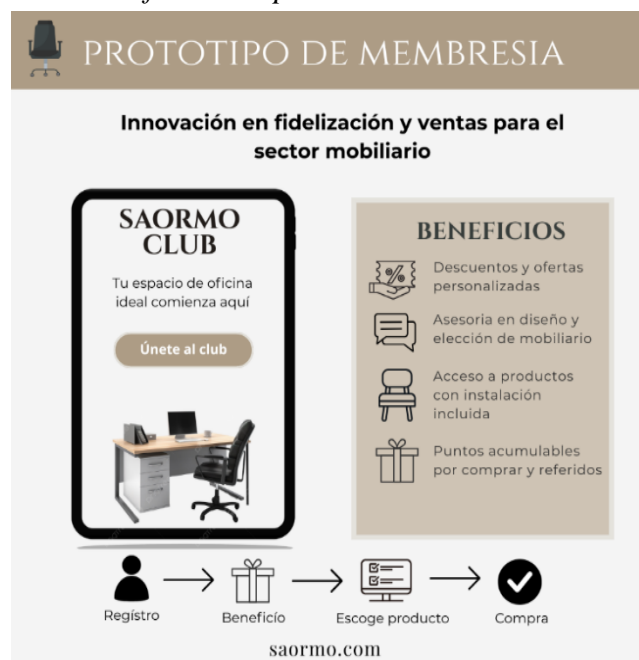 PROTOTIPO DE MEMBRESIA
Innovación en fidelización y ventas para el
sector mobiliario
SAORMO
CLUB
Tu espacio de oficina
ideal comienza aquí
Únete al club
BENEFICIOS
Descuentos y ofertas
personalizadas
Asesoria en diseño y
elección de mobiliario
Acceso a productos
con instalación
incluida
Puntos acumulables
por comprar y referidos
Regístro
Beneficío
Escoge producto
Compra
saormo.com